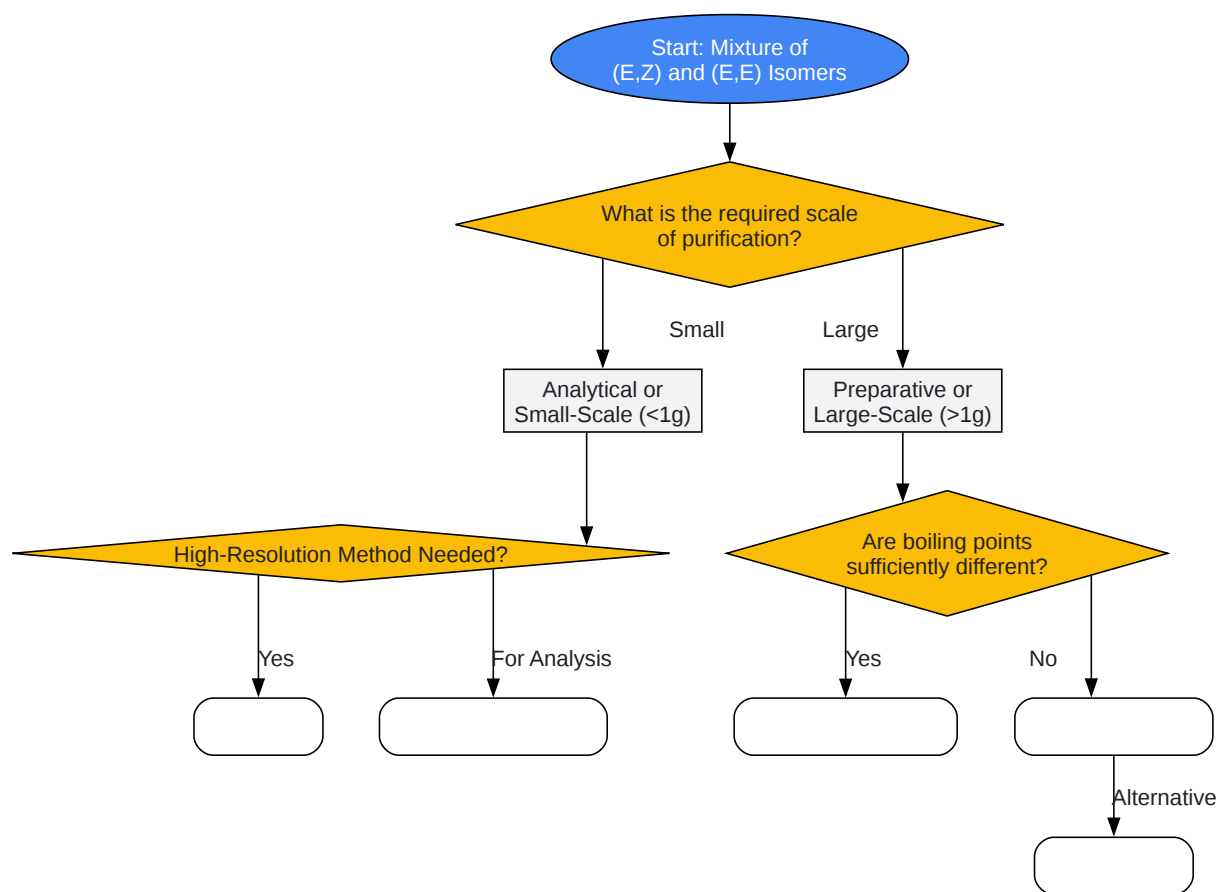 Start: Mixture of
(E,Z) and (E,E) Isomers
What is the required scale
of purification?
Small
Large
Analytical or
Small-Scale (<1g)
Preparative or
Large-Scale (>1g)
High-Resolution Method Needed?
Are boiling points
sufficiently different?
Yes
For Analysis
Yes
No
Alternative